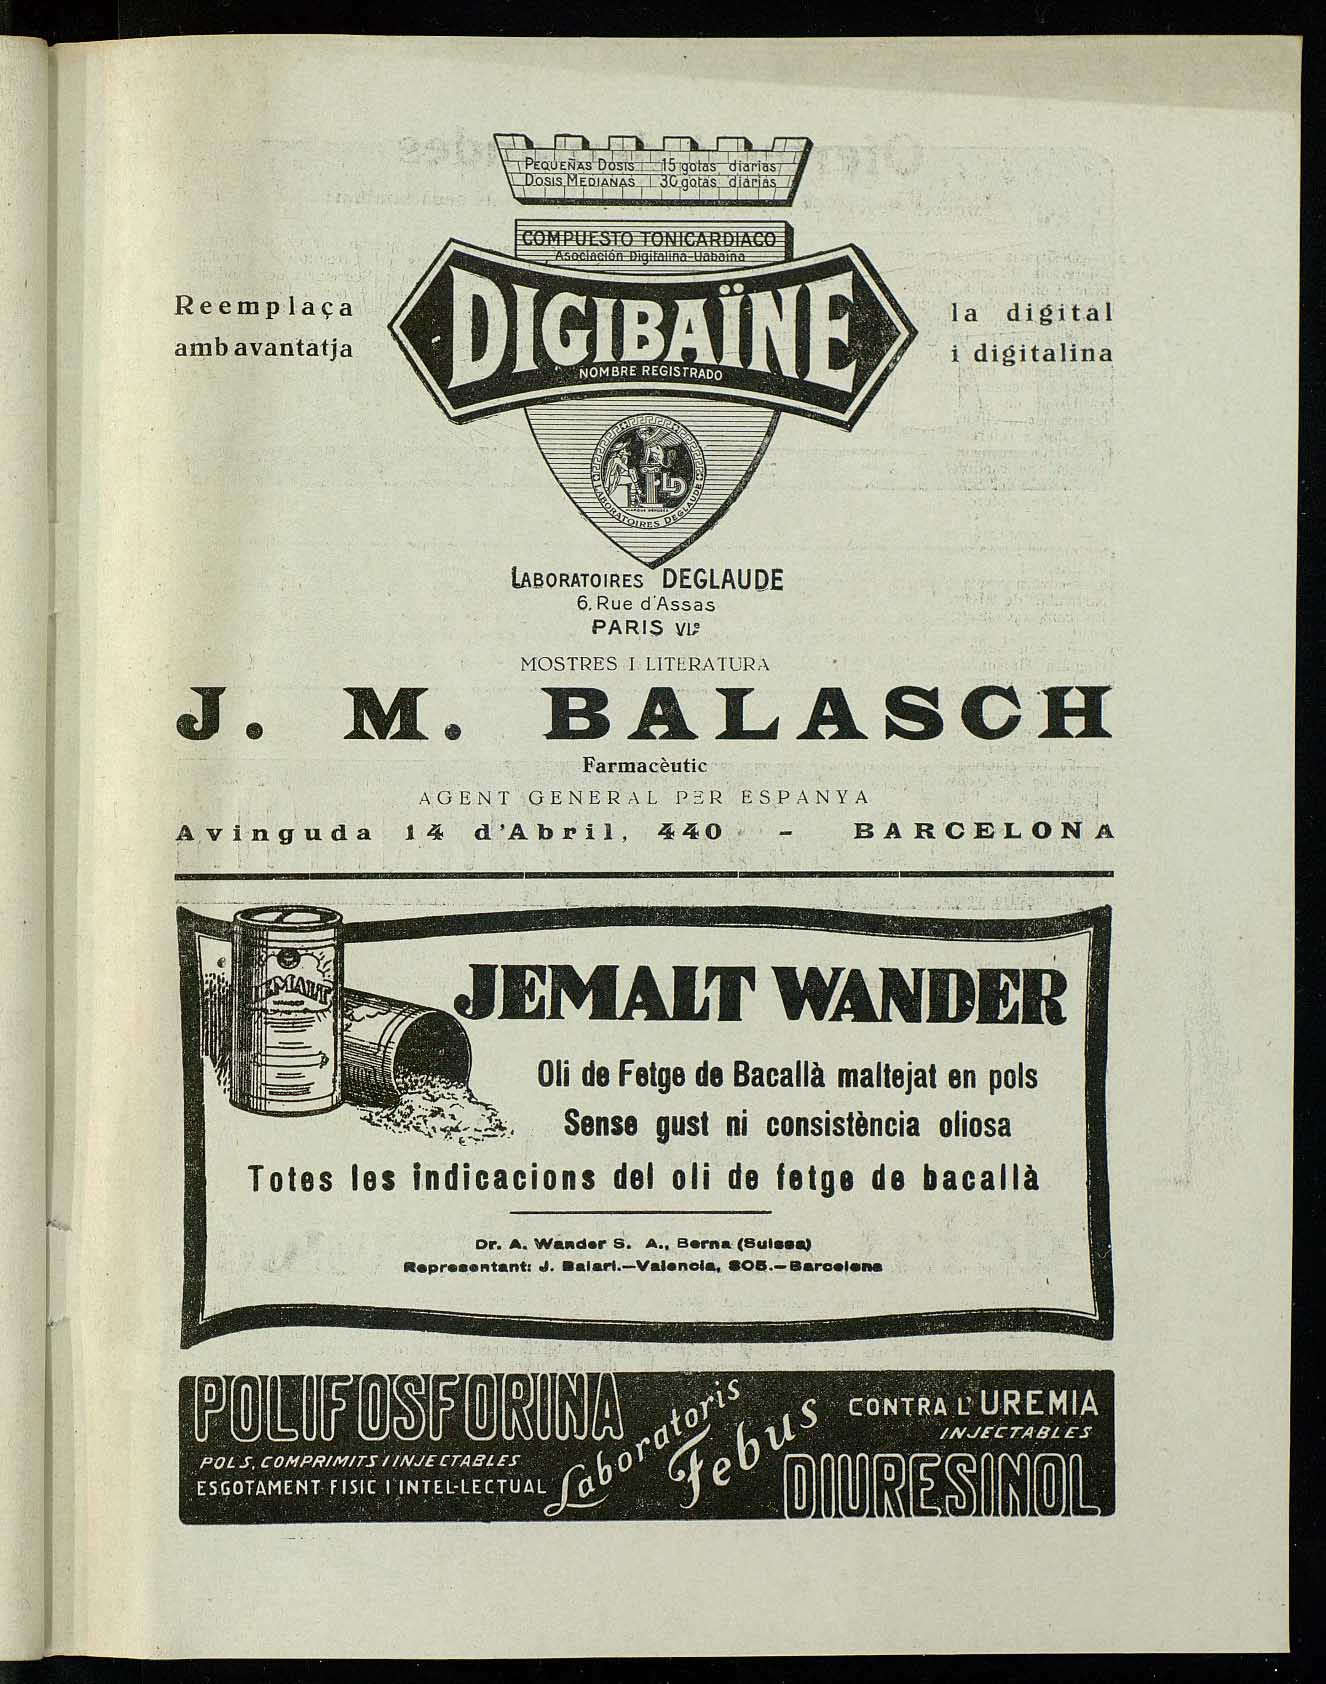 PEQUEÑAS DOSIS 15 gotas diarias
DOSIS MEDIANAS 30 gotas diarias
COMPUESTO TONICARDIACO
Asociación Digitalina-Uabaína
DIGIBAÏNE
NOMBRE REGISTRADO
Reemplaça
amb avantatja
la digital
i digitalina
LABORATOIRES DEGLAUDE
LD
LABORATOIRES DEGLAUDE
6, Rue d'Assas
PARIS VIe
MOSTRES I LITERATURA
J. M. BALASCH
Farmacèutic
AGENT GENERAL PER ESPANYA
Avinguda 14 d'Abril, 440 - BARCELONA
JEMALT
WANDER
JEMALT WANDER
Oli de Fetge de Bacallà maltejat en pols
Sense gust ni consistència oliosa
Totes les indicacions del oli de fetge de bacallà
Dr. A. Wander S. A., Berna (Suissa)
Representant: J. Balari.—Valencia, 305.—Barcelona
POLIFOSFORINA
POLS, COMPRIMITS I INJECTABLES
ESGOTAMENT FISIC I INTEL-LECTUAL
Laboratoris
Febus
CONTRA L'UREMIA
INJECTABLES
DIURESINOL